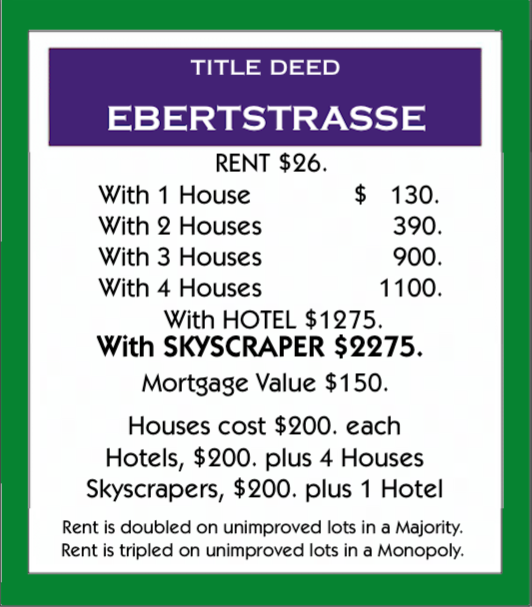 TITLE DEED
EBERTSTRASSE
RENT $26.
With 1 House $ 130.
With 2 Houses 390.
With 3 Houses 900.
With 4 Houses 1100.
With HOTEL $1275.
With SKYSCRAPER $2275.
Mortgage Value $150.
Houses cost $200. each
Hotels, $200. plus 4 Houses
Skyscrapers, $200. plus 1 Hotel
Rent is doubled on unimproved lots in a Majority.
Rent is tripled on unimproved lots in a Monopoly.